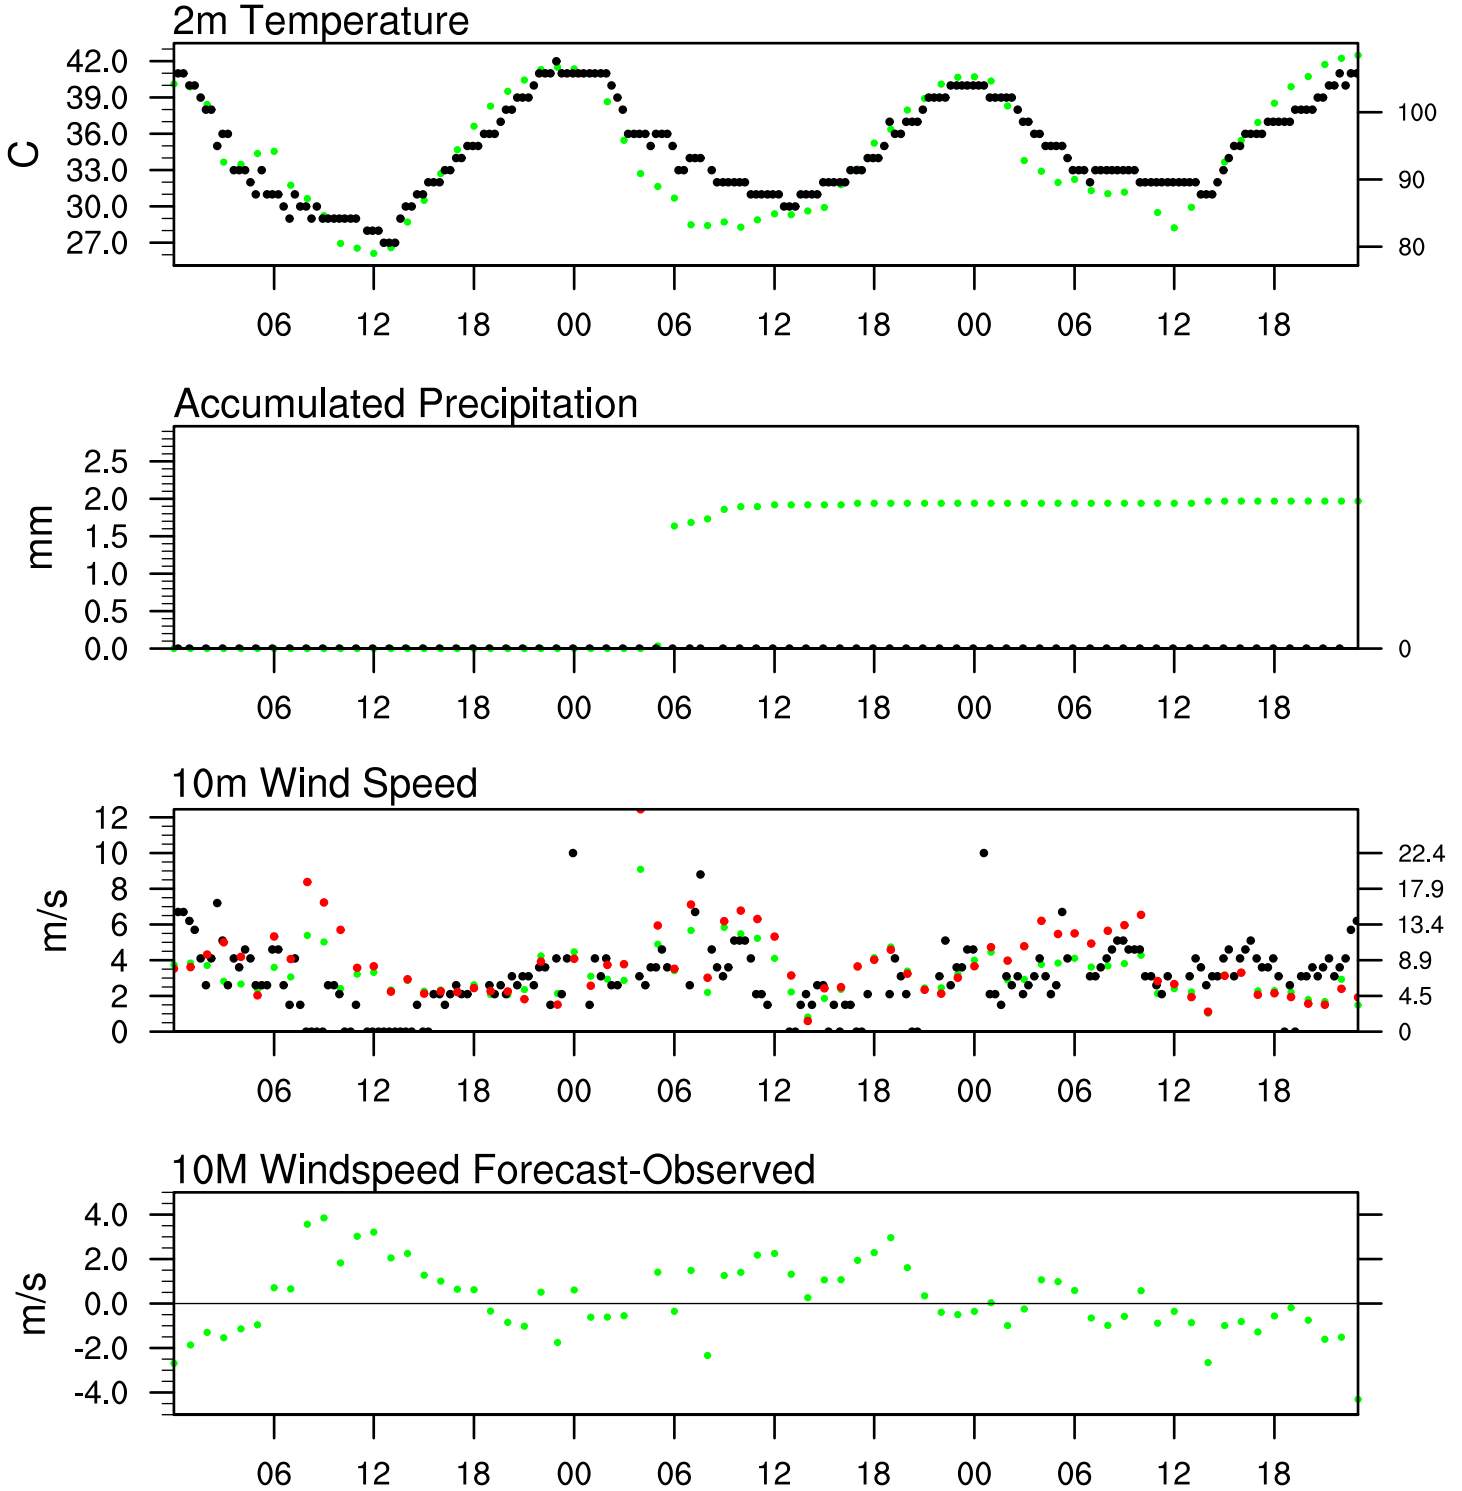 2m Temperature
42.0
39.0
36.0
33.0
30.0
27.0
C
100
90
80
06 12 18 00 06 12 18 00 06 12 18
Accumulated Precipitation
2.5
2.0
1.5
1.0
0.5
0.0
mm
0
06 12 18 00 06 12 18 00 06 12 18
10m Wind Speed
12
10
8
6
4
2
0
m/s
22.4
17.9
13.4
8.9
4.5
0
06 12 18 00 06 12 18 00 06 12 18
10M Windspeed Forecast-Observed
4.0
2.0
0.0
-2.0
-4.0
m/s
06 12 18 00 06 12 18 00 06 12 18